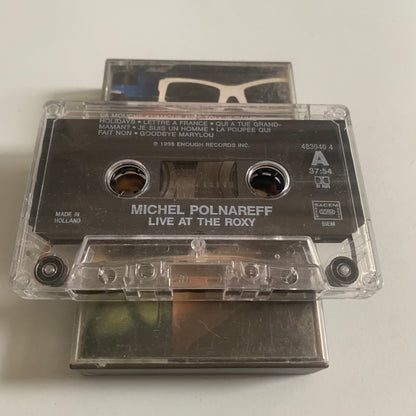 HOLIDAYS • LETTRE A FRANCE • QUI A TUE GRAND-
MAMAN? • JE SUIS UN HOMME • LA POUPEE QUI
FAIT NON • GOODBYE MARYLOU
℗ 1996 ENOUGH RECORDS INC.
483940 4
A
37:54
MADE IN
HOLLAND
MICHEL POLNAREFF
LIVE AT THE ROXY
SACEM
BIEM